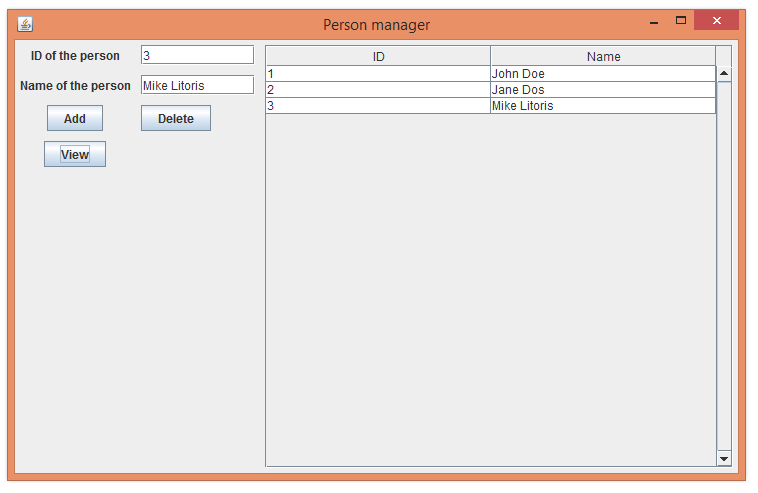 Person manager
ID of the person 3
Name of the person Mike Litoris
Add Delete
View
ID Name
1 John Doe
2 Jane Dos
3 Mike Litoris